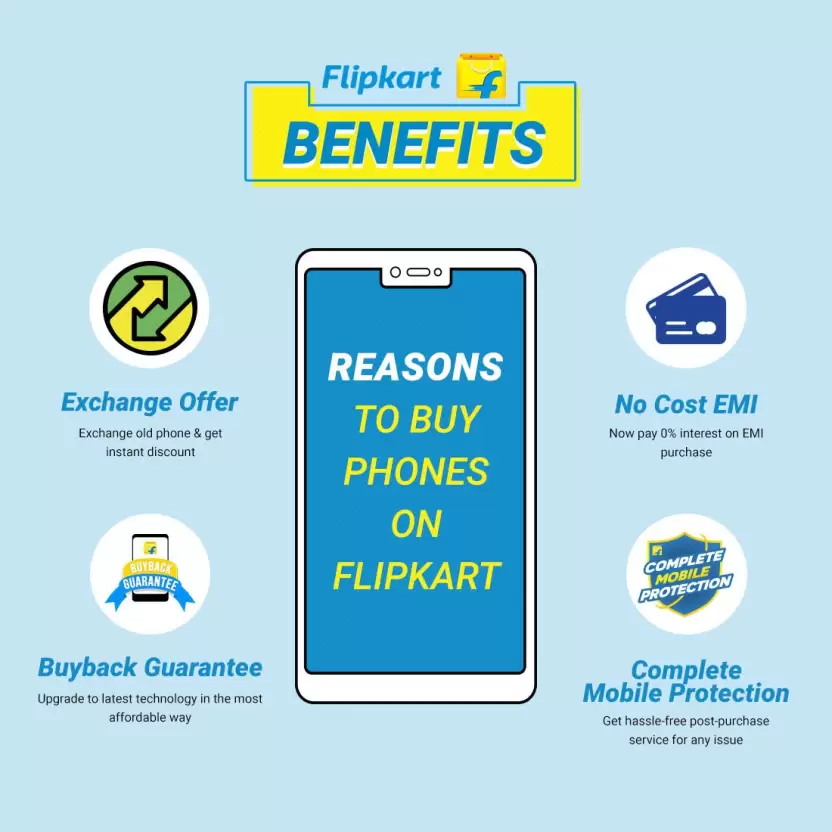 Flipkart
f
BENEFITS
REASONS
TO BUY
PHONES
ON
FLIPKART
Exchange Offer
Exchange old phone & get
instant discount
f
BUYBACK
GUARANTEE
Buyback Guarantee
Upgrade to latest technology in the most
affordable way
No Cost EMI
Now pay 0% interest on EMI
purchase
COMPLETE
MOBILE
PROTECTION
Complete
Mobile Protection
Get hassle-free post-purchase
service for any issue